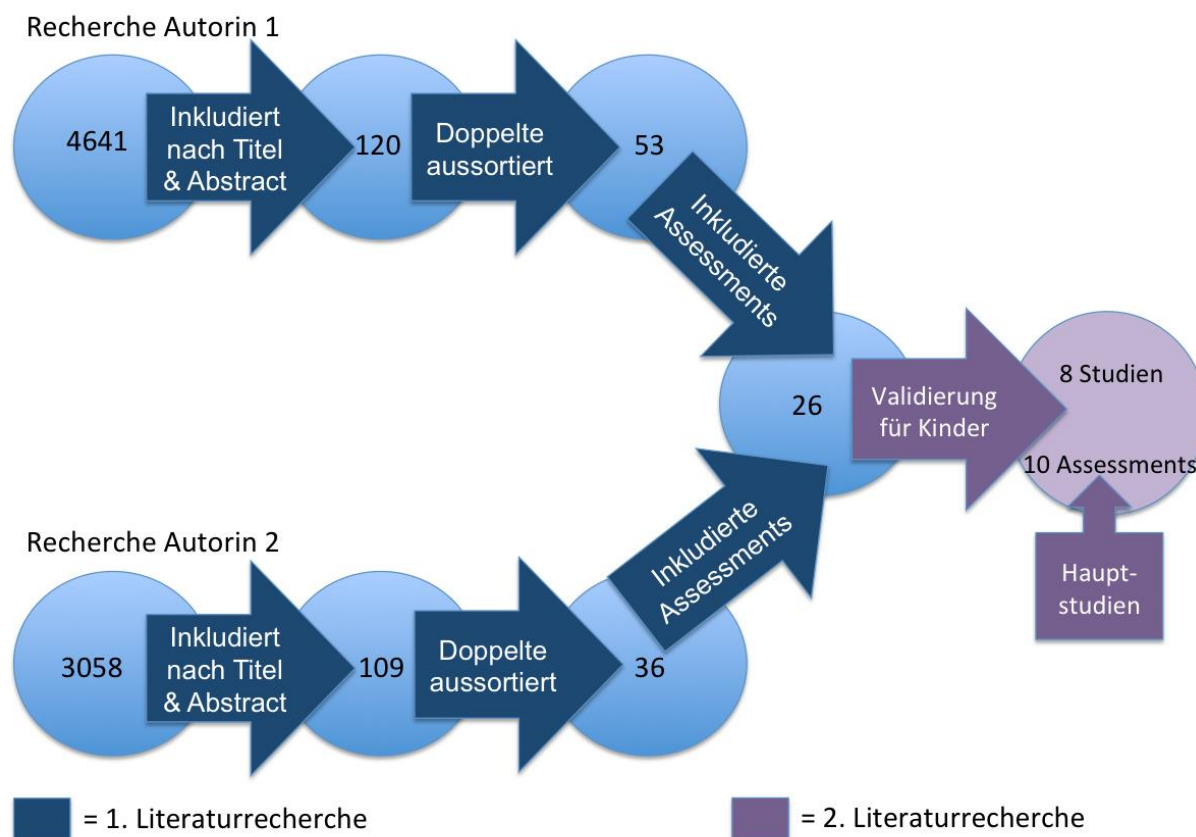 Recherche Autorin 1
4641
Inkludiert
nach Titel
& Abstract
120
Doppelte
aussortiert
53
Inkludierte
Assessments
26
Validierung
für Kinder
8 Studien
10 Assessments
Haupt-
studien
Recherche Autorin 2
3058
Inkludiert
nach Titel
& Abstract
109
Doppelte
aussortiert
36
Inkludierte
Assessments
= 1. Literaturrecherche
= 2. Literaturrecherche